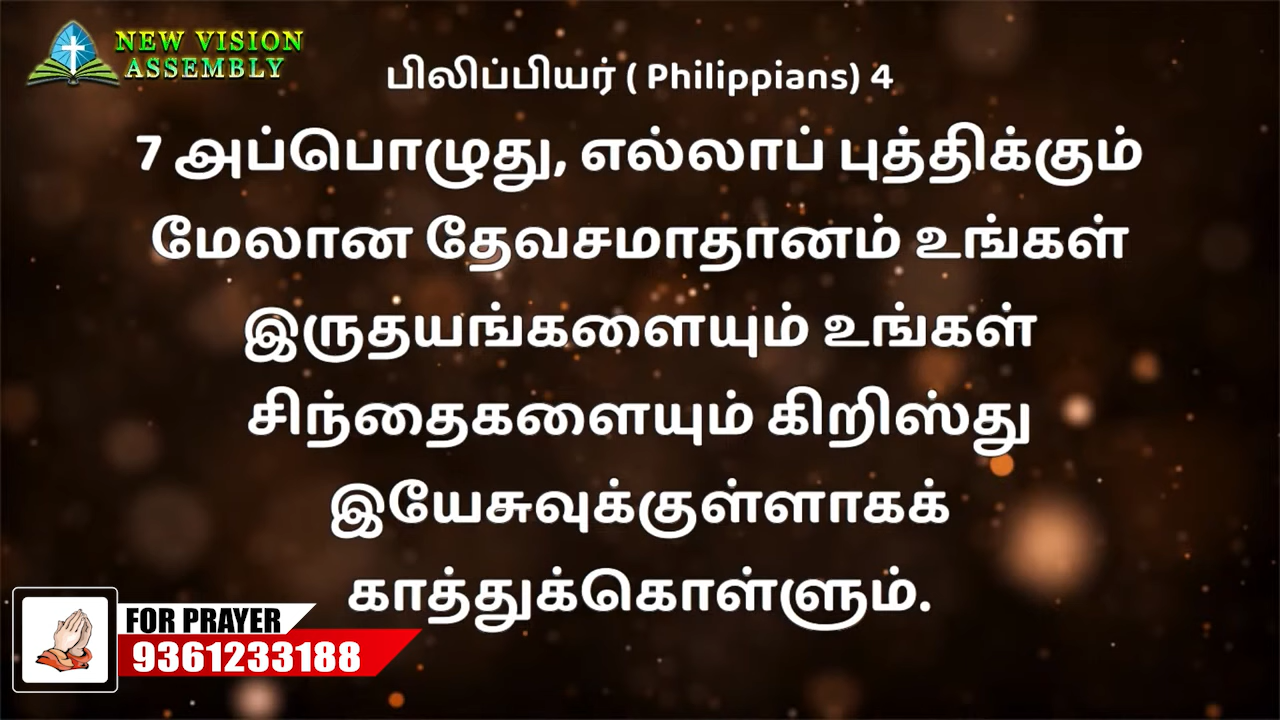 NEW VISION
ASSEMBLY
பிலிப்பியர் ( Philippians) 4
7 அப்பொழுது, எல்லாப் புத்திக்கும்
மேலான தேவசமாதானம் உங்கள்
இருதயங்களையும் உங்கள்
சிந்தைகளையும் கிறிஸ்து
இயேசுவுக்குள்ளாகக்
காத்துக்கொள்ளும்.
FOR PRAYER
9361233188